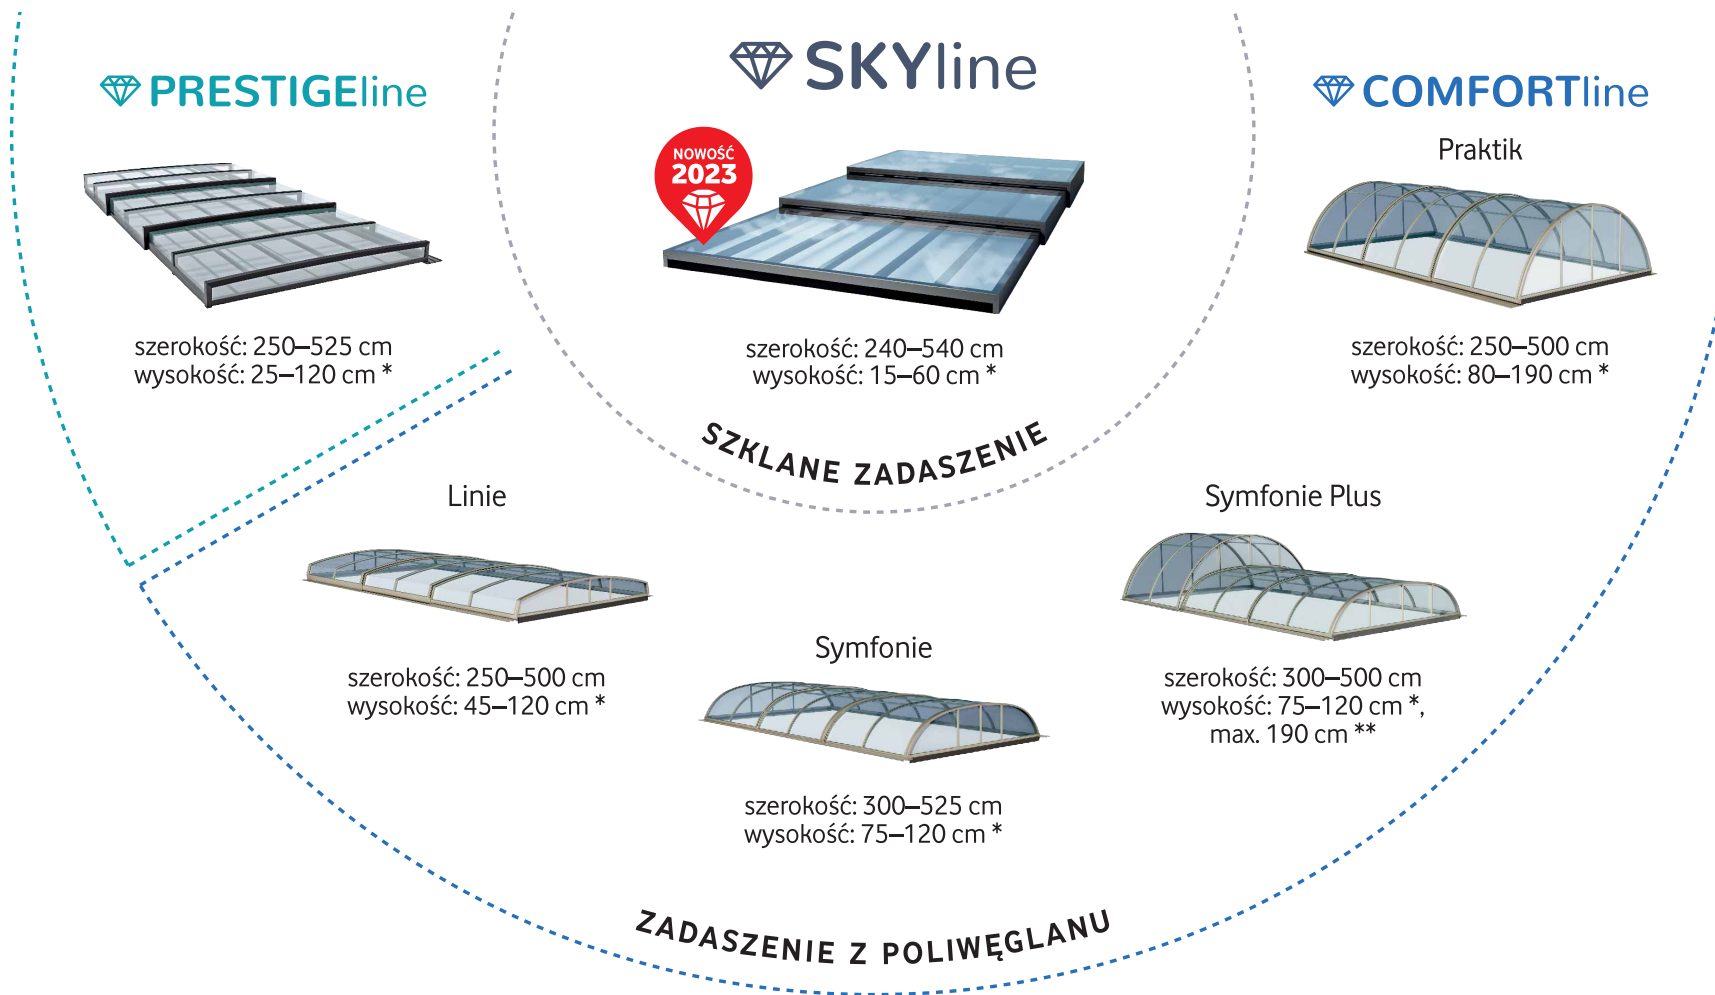 PRESTIGEline
szerokość: 250–525 cm
wysokość: 25–120 cm *
SKYline
NOWOŚĆ
2023
szerokość: 240–540 cm
wysokość: 15–60 cm *
SZKLANE ZADASZENIE
COMFORTline
Praktik
szerokość: 250–500 cm
wysokość: 80–190 cm *
Linie
szerokość: 250–500 cm
wysokość: 45–120 cm *
Symfonie
szerokość: 300–525 cm
wysokość: 75–120 cm *
Symfonie Plus
szerokość: 300–500 cm
wysokość: 75–120 cm *,
max. 190 cm **
ZADASZENIE Z POLIWĘGLANU